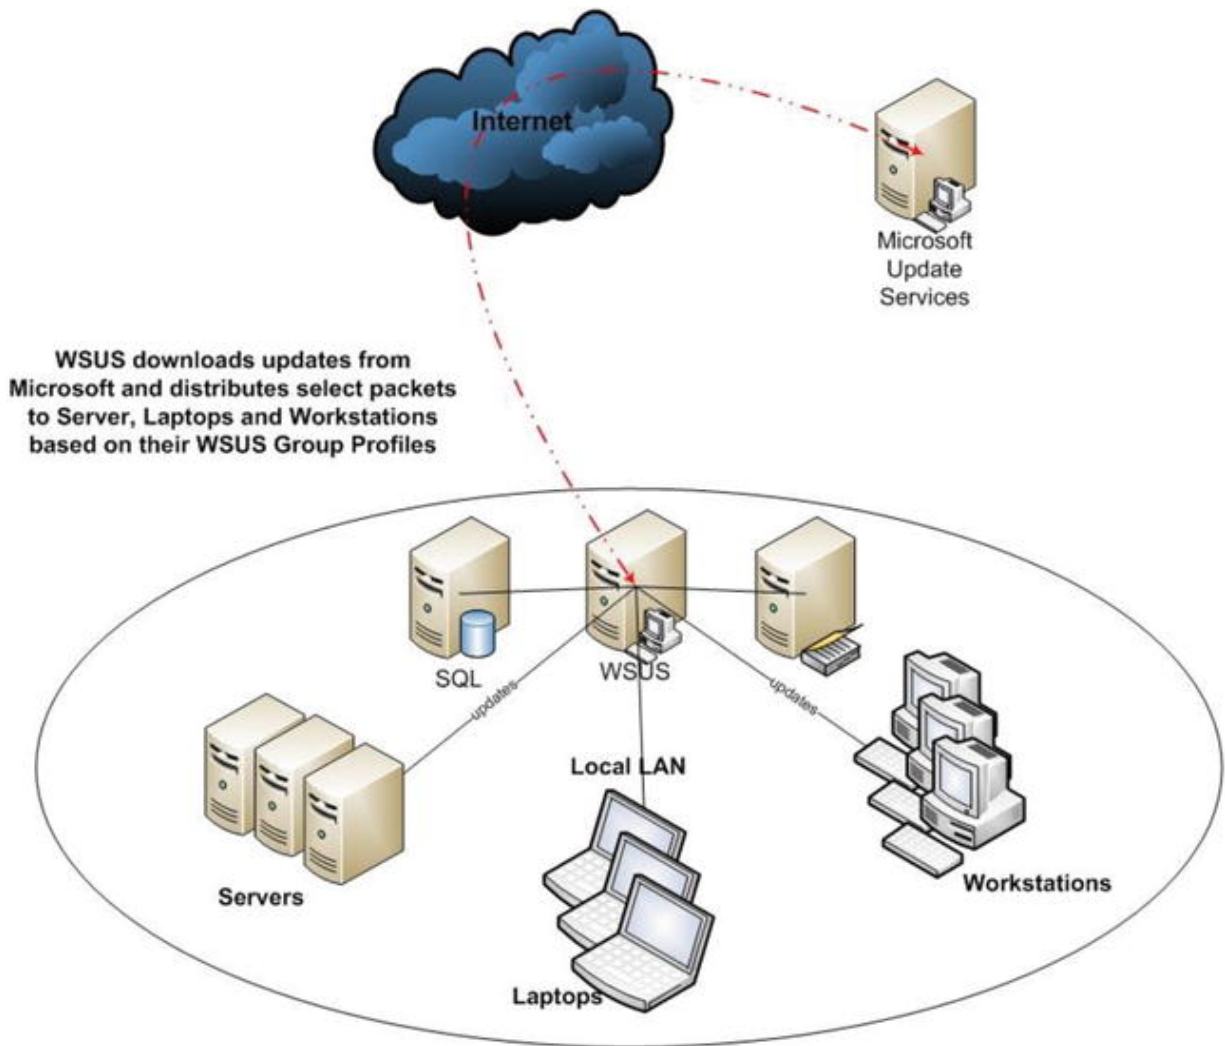 Internet
Microsoft
Update
Services
WSUS downloads updates from
Microsoft and distributes select packets
to Server, Laptops and Workstations
based on their WSUS Group Profiles
SQL
WSUS
updates
updates
Local LAN
Servers
Workstations
Laptops